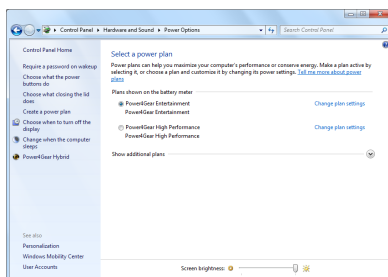 Control Panel
Hardware and Sound
Power Options
Search Control Panel
Control Panel Home
Require a password on wakeup
Choose what the power
buttons do
Choose what closing the lid
does
Create a power plan
Choose when to turn off the
display
Change when the computer
sleeps
Power4Gear Hybrid
See also
Personalization
Windows Mobility Center
User Accounts
Select a power plan
Power plans can help you maximize your computer's performance or conserve energy. Make a plan active by
selecting it, or choose a plan and customize it by changing its power settings. Tell me more about power
plans
Plans shown on the battery meter
Power4Gear Entertainment
Change plan settings
Power4Gear Entertainment
Power4Gear High Performance
Change plan settings
Power4Gear High Performance
Show additional plans
Screen brightness: